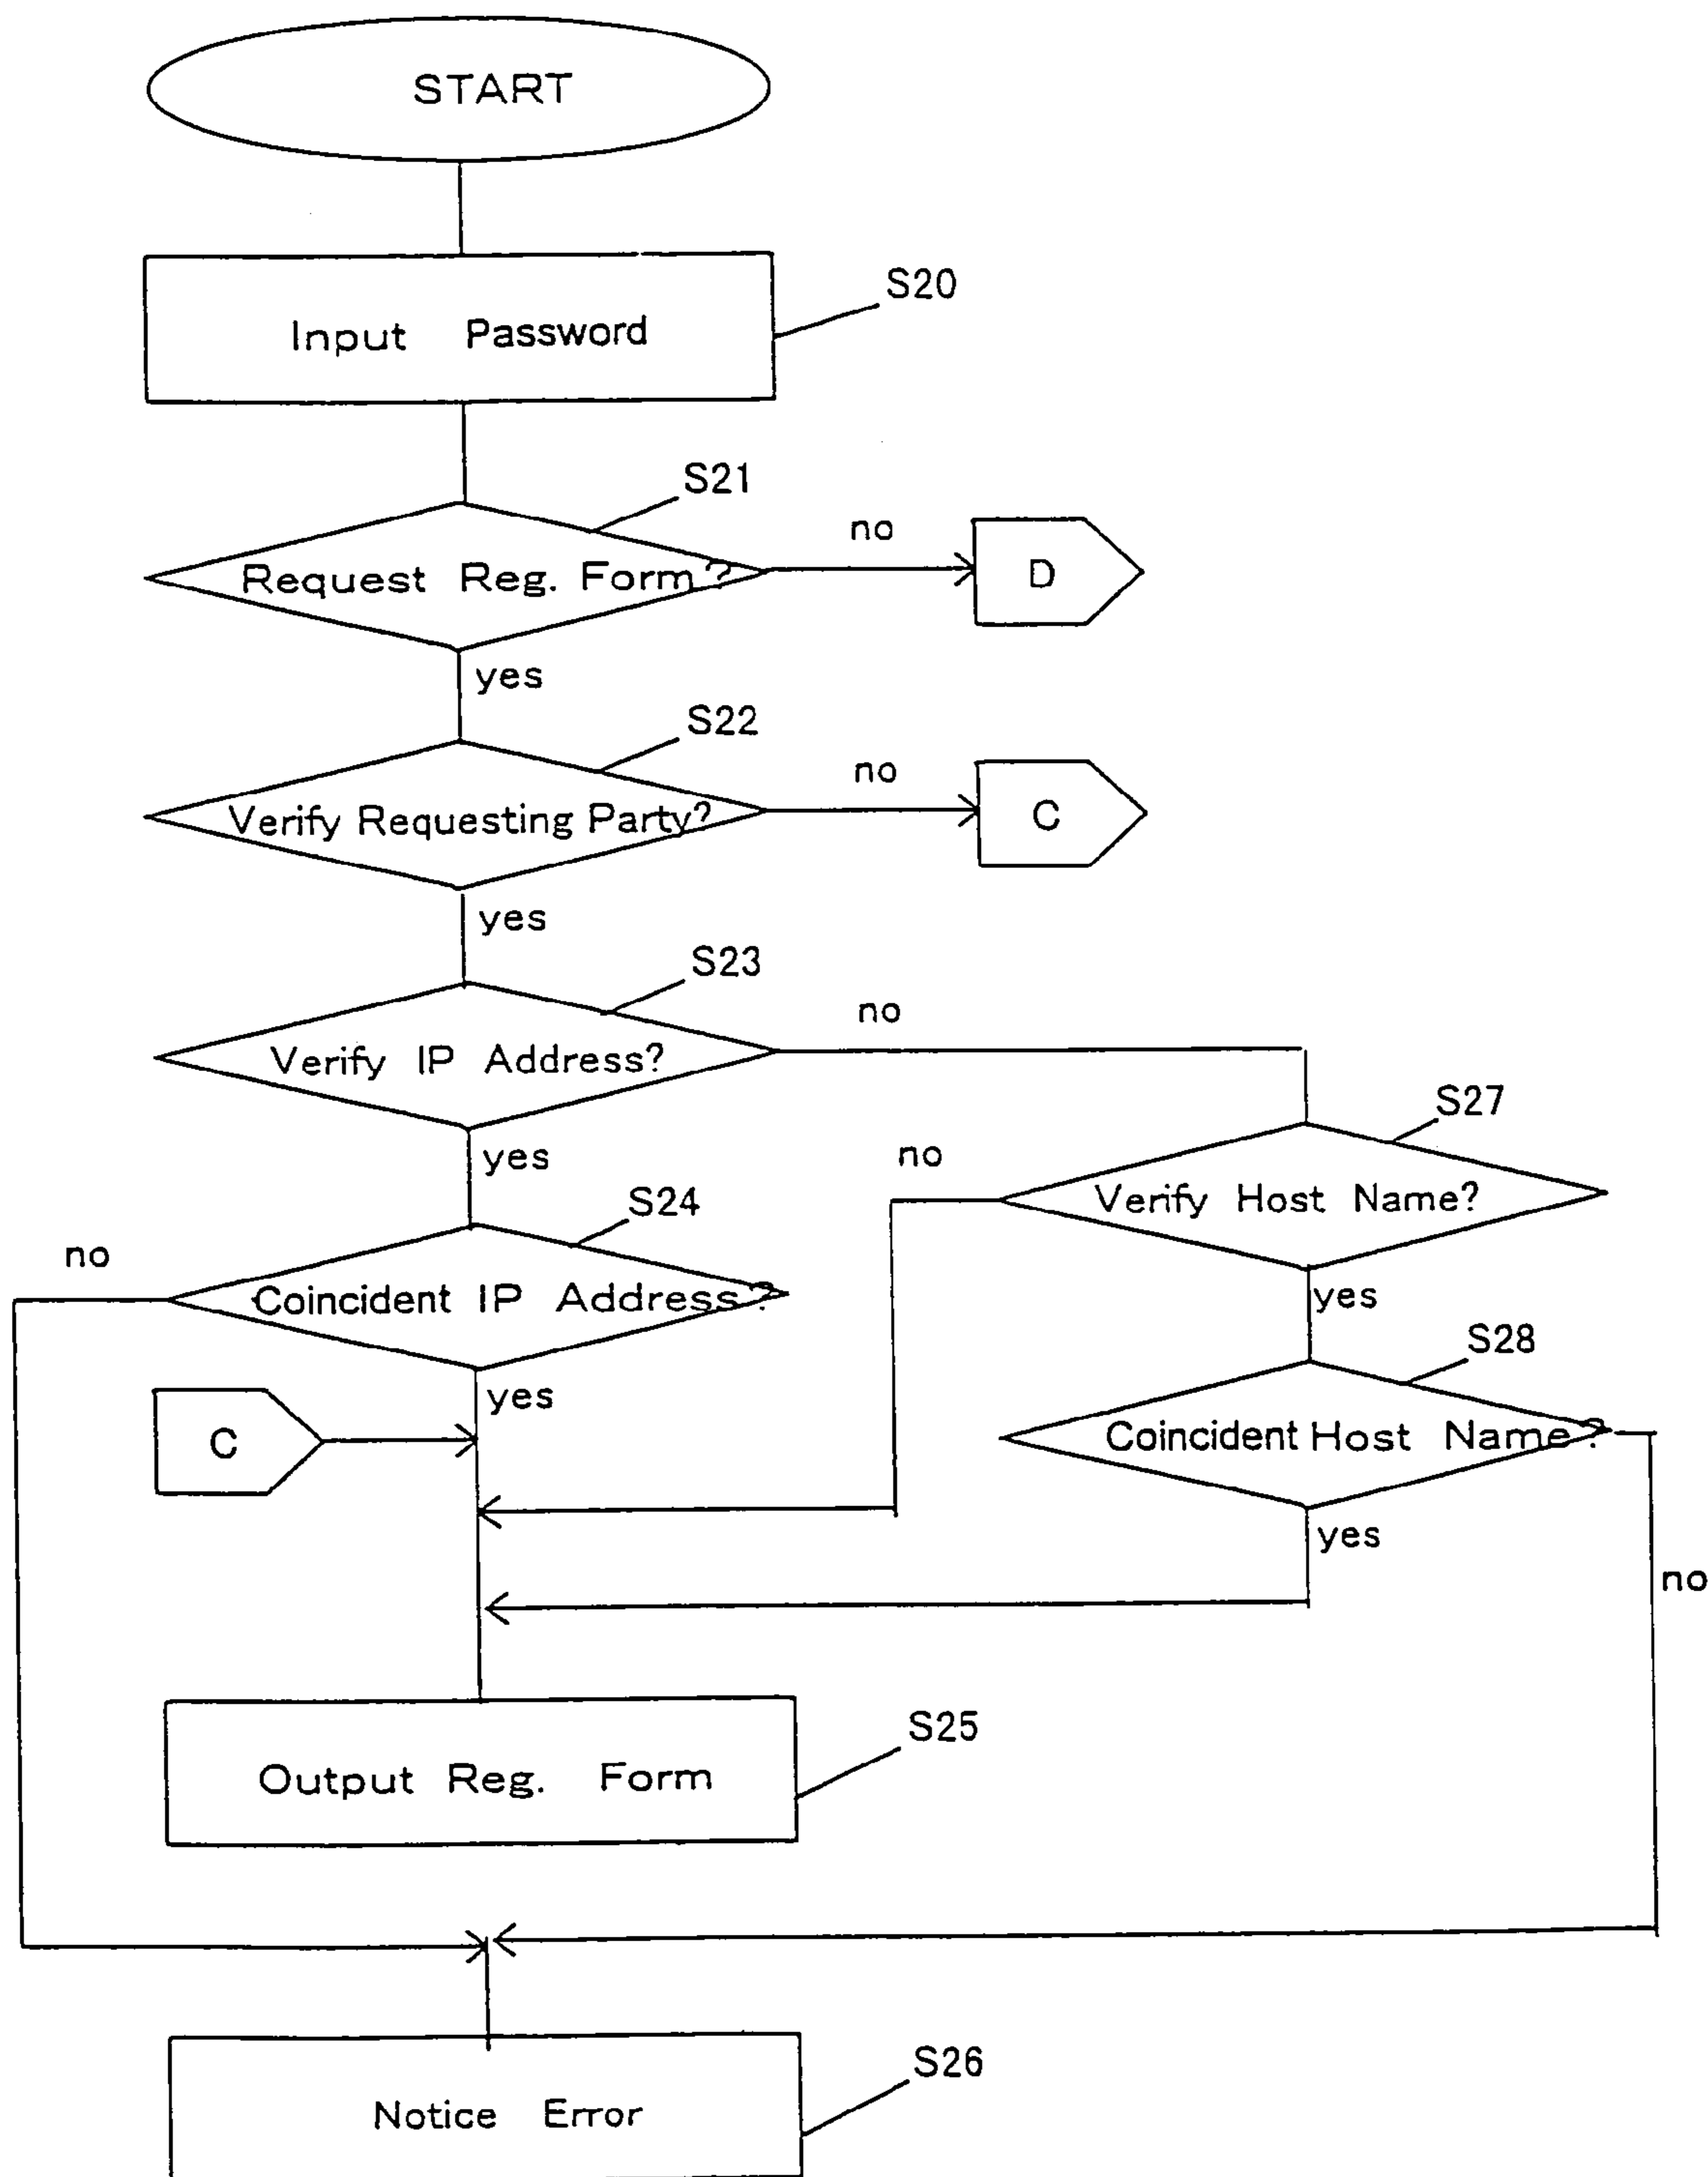 START
S20
Input Password
S21
no
Request Reg. Form?
D
yes
S22
no
Verify Requesting Party?
C
yes
S23
no
Verify IP Address?
S27
yes
no
Verify Host Name?
S24
no
Coincident IP Address?
yes
S28
yes
C
Coincident Host Name?
yes
no
S25
Output Reg. Form
S26
Notice Error